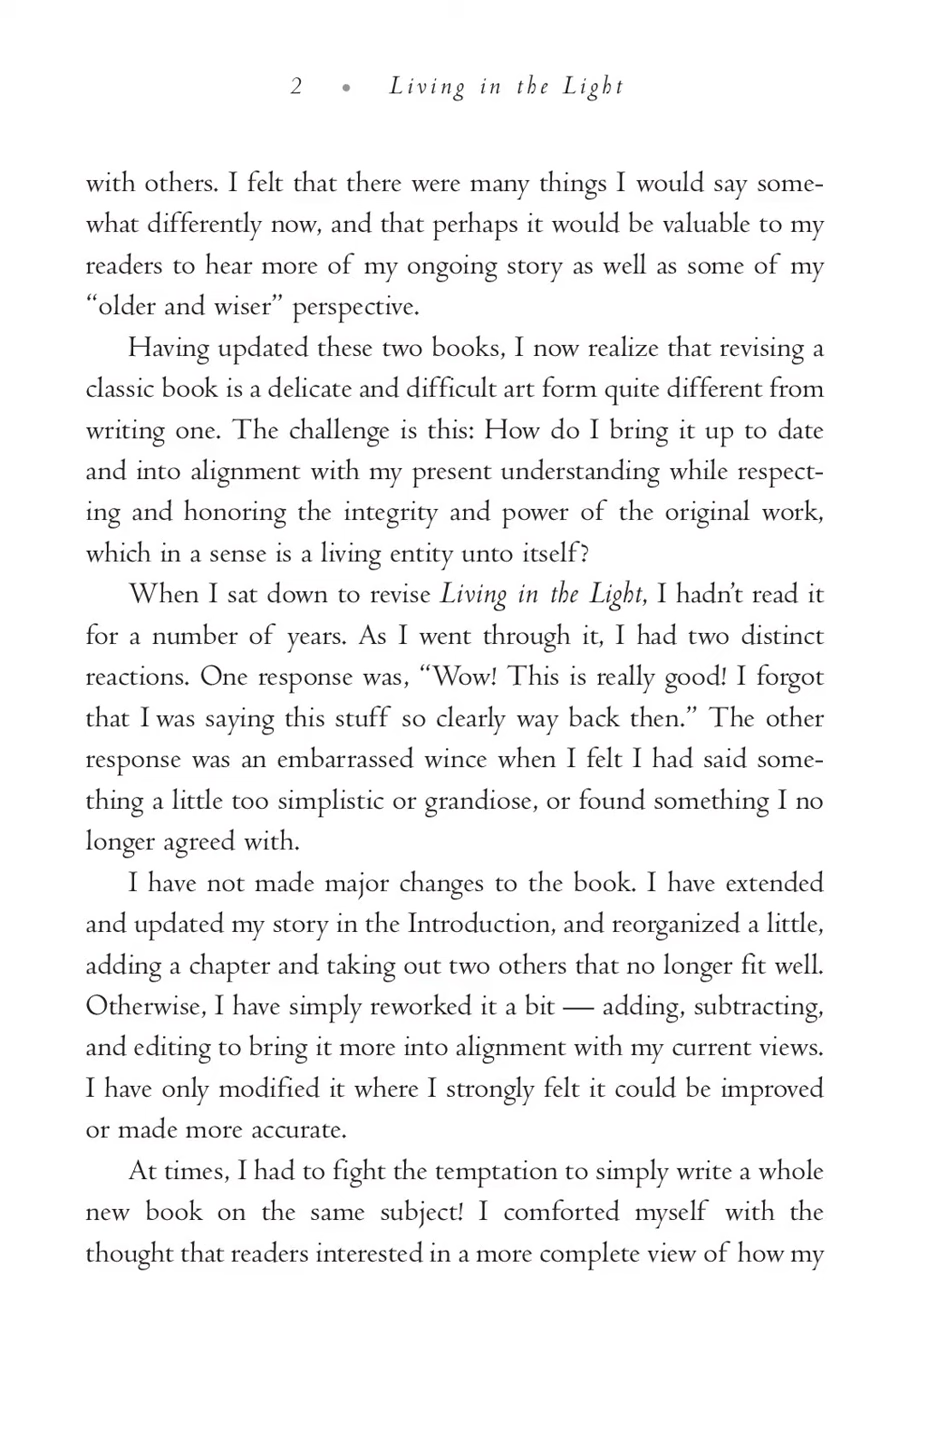 2 • Living in the Light
with others. I felt that there were many things I would say some-
what differently now, and that perhaps it would be valuable to my
readers to hear more of my ongoing story as well as some of my
“older and wiser” perspective.
Having updated these two books, I now realize that revising a
classic book is a delicate and difficult art form quite different from
writing one. The challenge is this: How do I bring it up to date
and into alignment with my present understanding while respect-
ing and honoring the integrity and power of the original work,
which in a sense is a living entity unto itself?
When I sat down to revise Living in the Light, I hadn’t read it
for a number of years. As I went through it, I had two distinct
reactions. One response was, “Wow! This is really good! I forgot
that I was saying this stuff so clearly way back then.” The other
response was an embarrassed wince when I felt I had said some-
thing a little too simplistic or grandiose, or found something I no
longer agreed with.
I have not made major changes to the book. I have extended
and updated my story in the Introduction, and reorganized a little,
adding a chapter and taking out two others that no longer fit well.
Otherwise, I have simply reworked it a bit — adding, subtracting,
and editing to bring it more into alignment with my current views.
I have only modified it where I strongly felt it could be improved
or made more accurate.
At times, I had to fight the temptation to simply write a whole
new book on the same subject! I comforted myself with the
thought that readers interested in a more complete view of how my